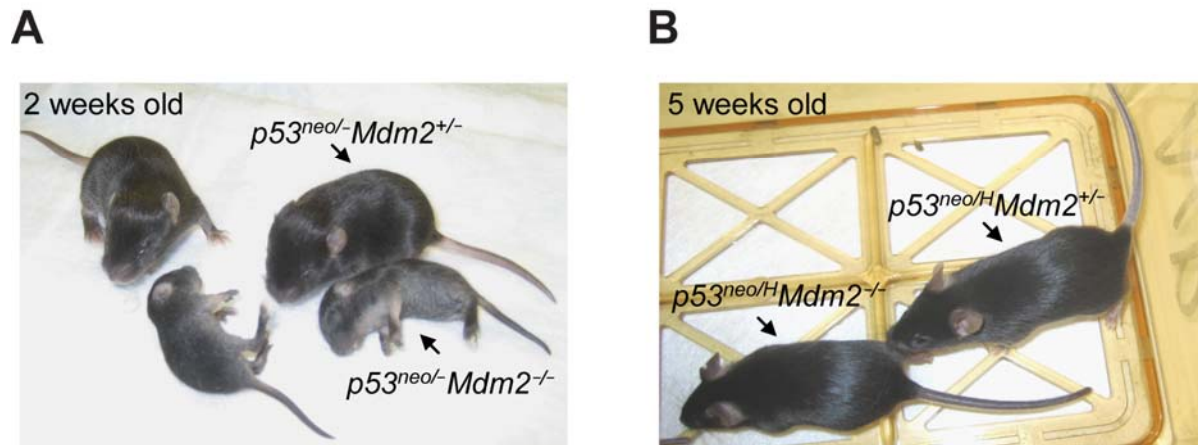 A
B
2 weeks old
p53neo/-Mdm2+/-
p53neo/-Mdm2-/-
5 weeks old
p53neo/HMdm2+/-
p53neo/HMdm2-/-